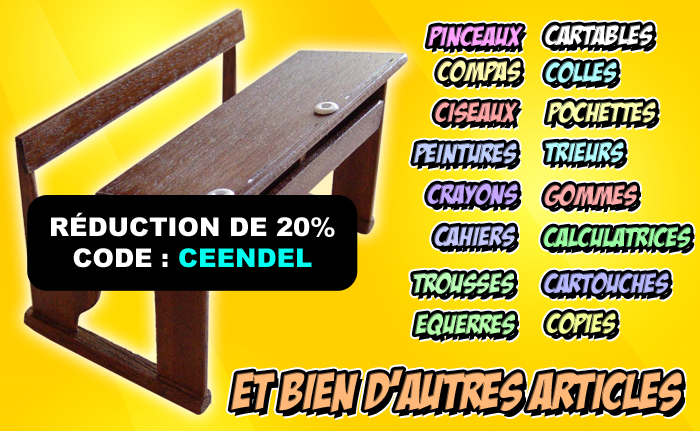 RÉDUCTION DE 20%
CODE : CEENDEL
PINCEAUX
COMPAS
CISEAUX
PEINTURES
CRAYONS
CAHIERS
TROUSSES
EQUERRES
CARTABLES
COLLES
POCHETTES
TRIEURS
GOMMES
CALCULATRICES
CARTOUCHES
COPIES
ET BIEN D'AUTRES ARTICLES